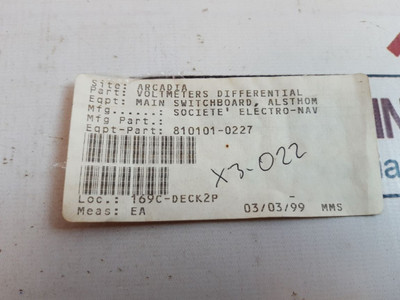 Site: ARCADIA
Part: VOLTMETERS DIFFERENTIAL
Eqpt: MAIN SWITCHBOARD, ALSTHOM
Mfg......: SOCIETE' ELECTRO-NAV
Mfg Part:
Eqpt-Part: 810101-0227
X3-022
Loc.: 169C-DECK2P -
Meas: EA 03/03/99 MMS
IN